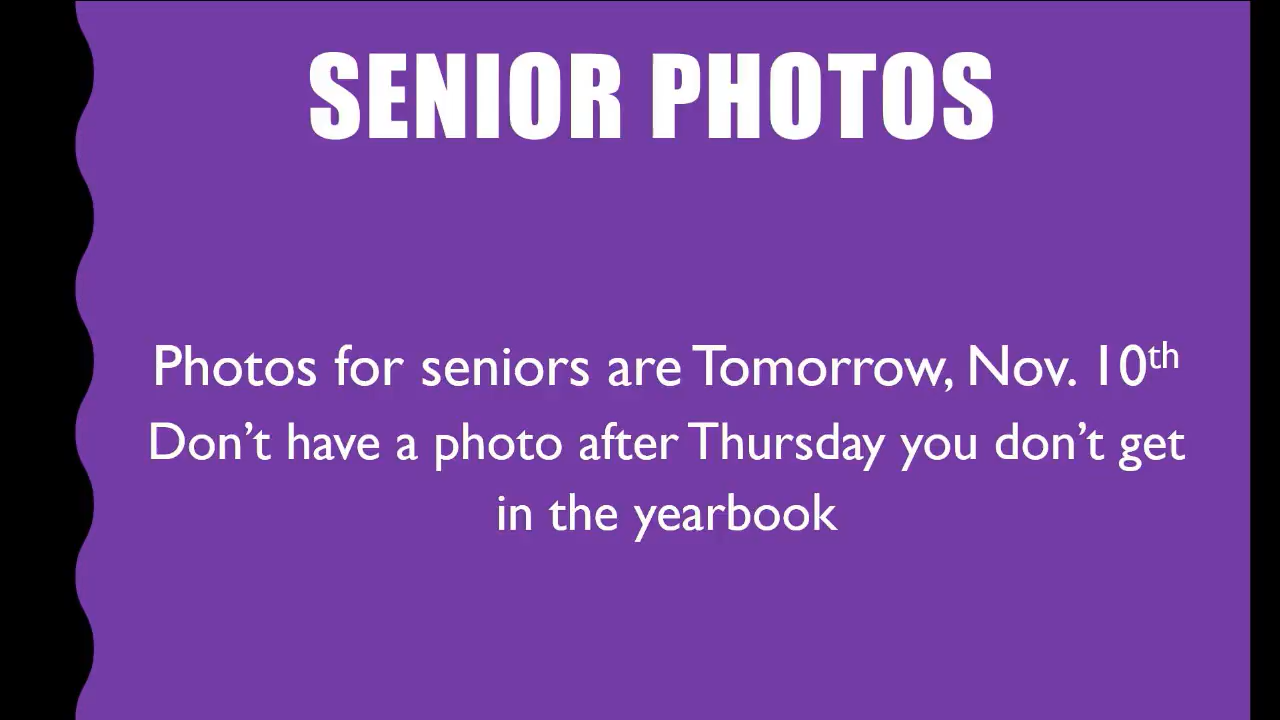 SENIOR PHOTOS
Photos for seniors are Tomorrow, Nov. 10th
Don’t have a photo after Thursday you don’t get
in the yearbook